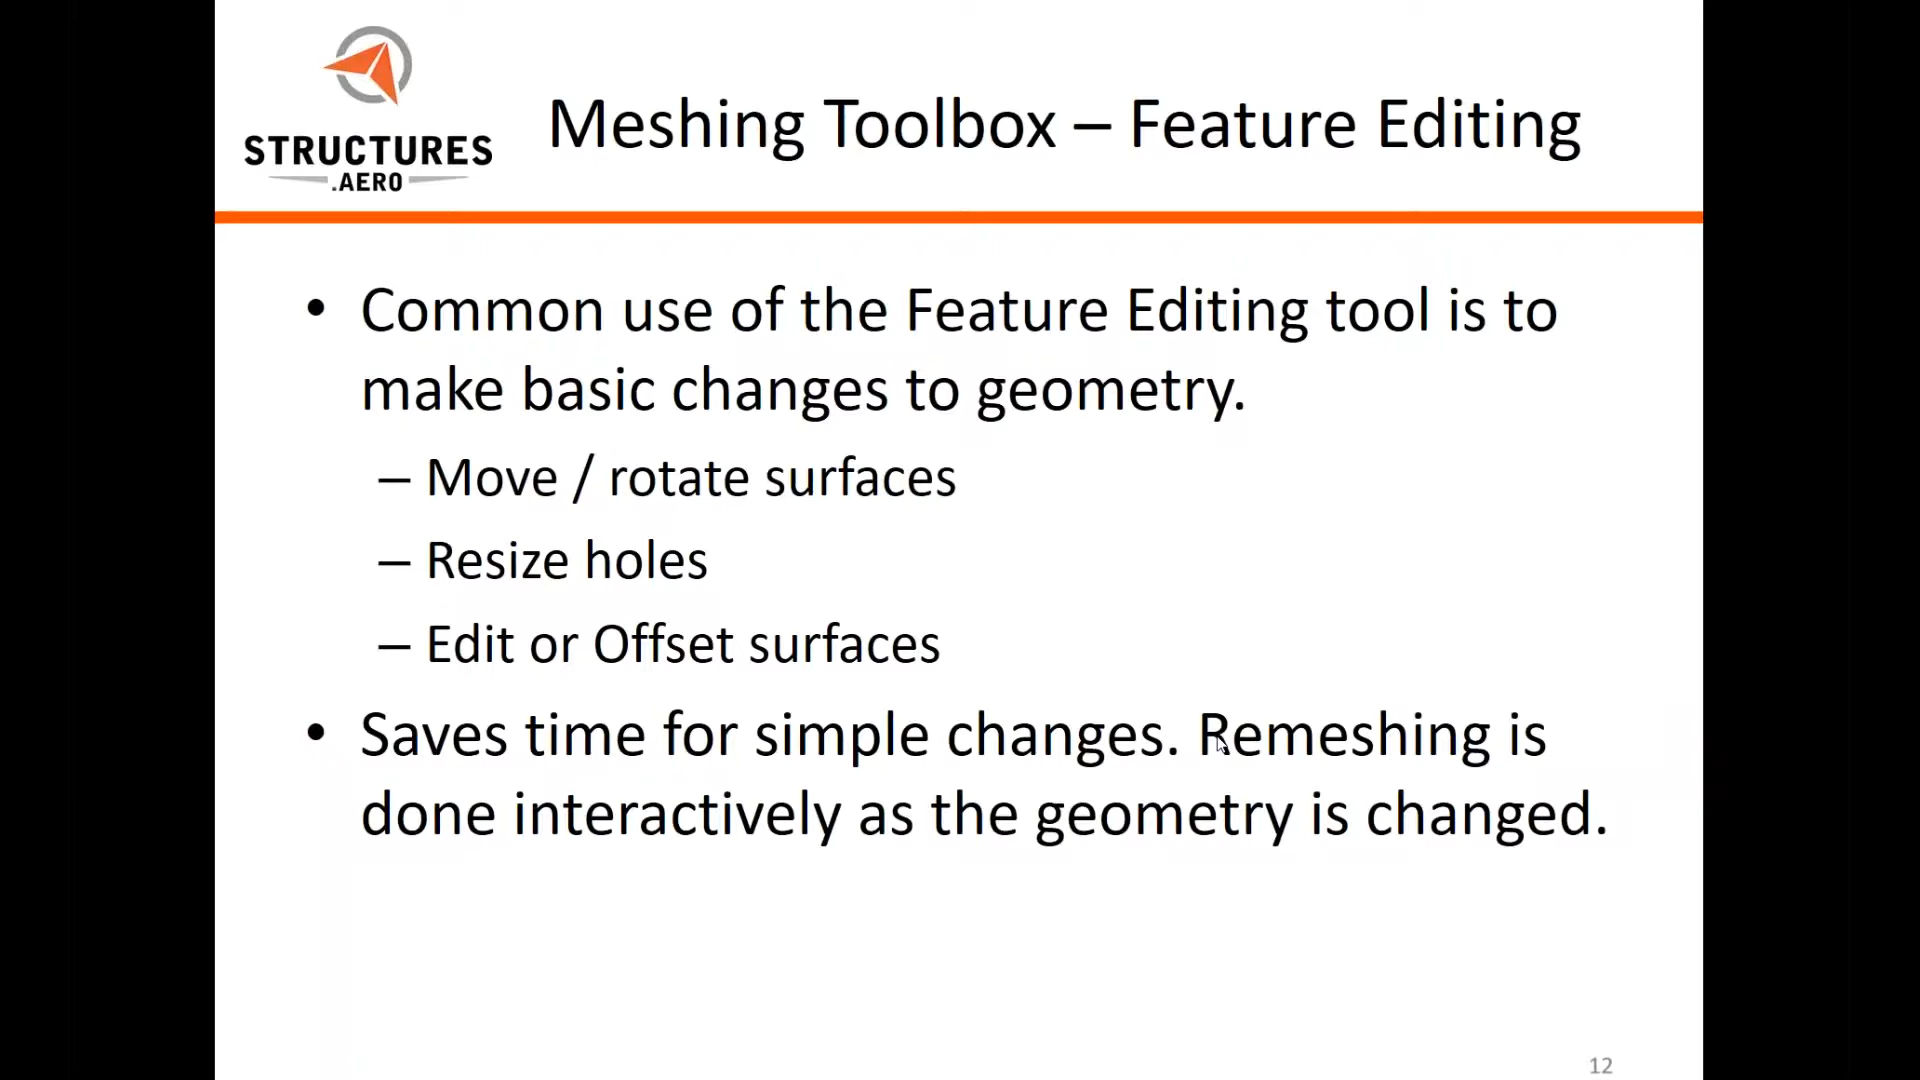 STRUCTURES
.AERO
Meshing Toolbox – Feature Editing
• Common use of the Feature Editing tool is to
make basic changes to geometry.
– Move / rotate surfaces
– Resize holes
– Edit or Offset surfaces
• Saves time for simple changes. Remeshing is
done interactively as the geometry is changed.
12